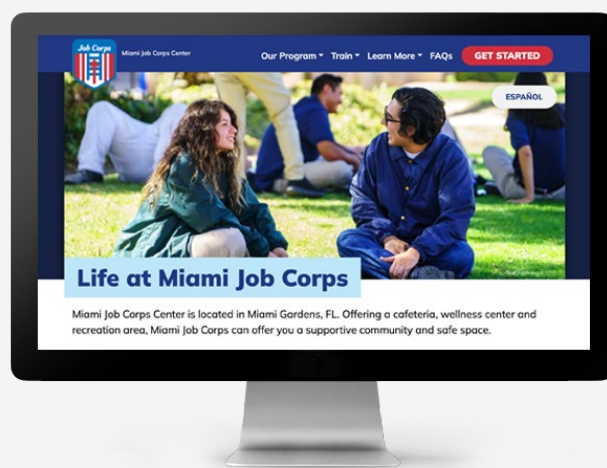 Job Corps
Miami Job Corps Center
Our Program Train Learn More FAQs GET STARTED
ESPAÑOL
Life at Miami Job Corps
Miami Job Corps Center is located in Miami Gardens, FL. Offering a cafeteria, wellness center and
recreation area, Miami Job Corps can offer you a supportive community and safe space.